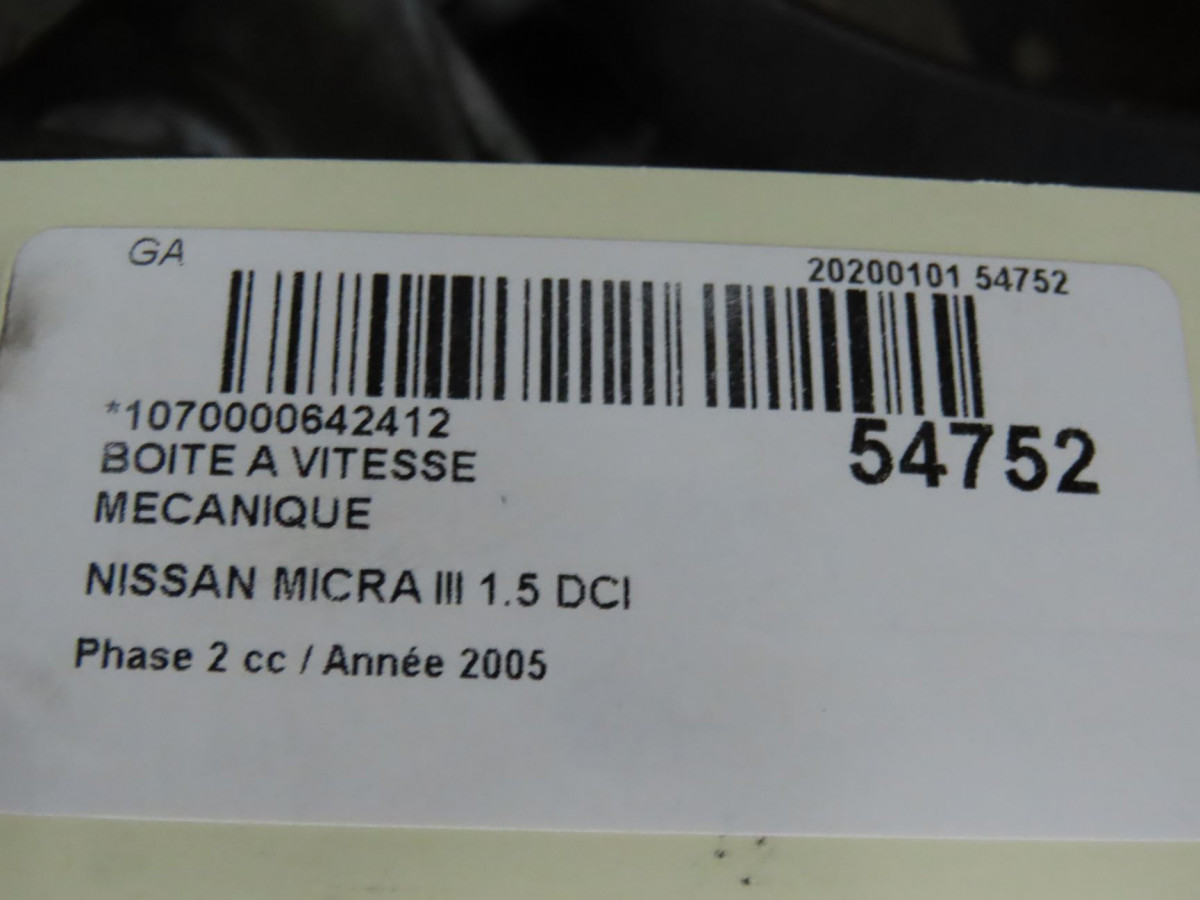 GA
20200101 54752
*1070000642412
54752
BOITE A VITESSE
MECANIQUE
NISSAN MICRA III 1.5 DCI
Phase 2 cc / Année 2005